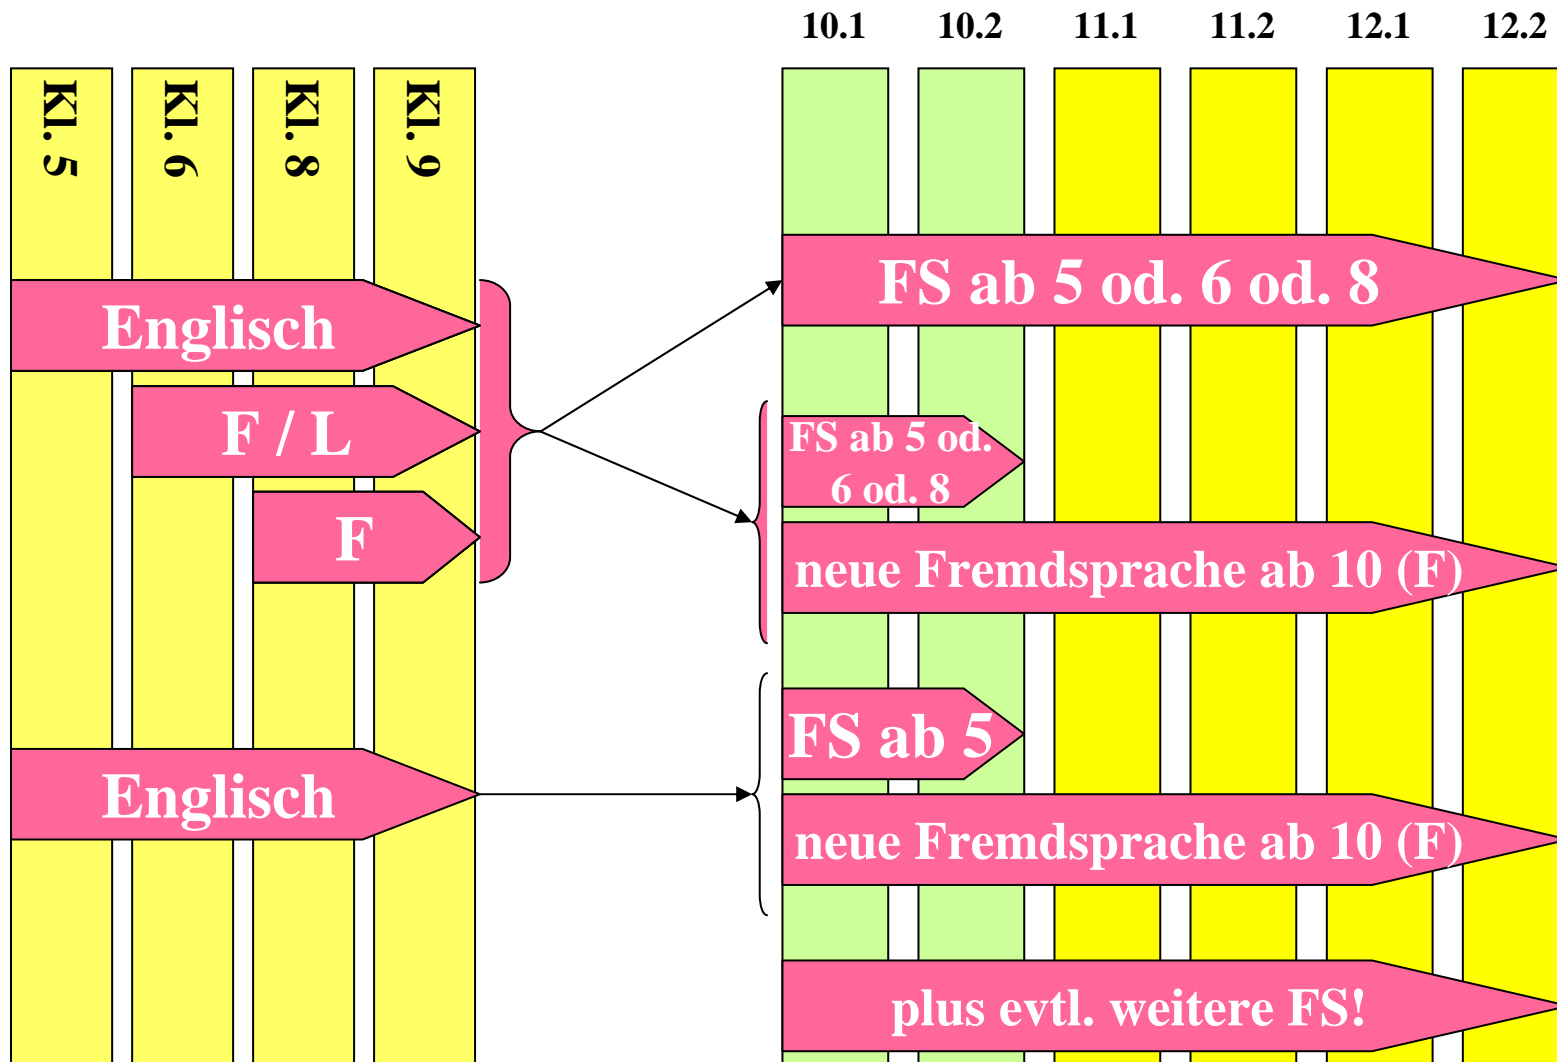 10.1 10.2 11.1 11.2 12.1 12.2
Kl. 5
Kl. 6
Kl. 8
Kl. 9
Englisch
F / L
F
Englisch
FS ab 5 od. 6 od. 8
FS ab 5 od.
6 od. 8
neue Fremdsprache ab 10 (F)
FS ab 5
neue Fremdsprache ab 10 (F)
plus evtl. weitere FS!